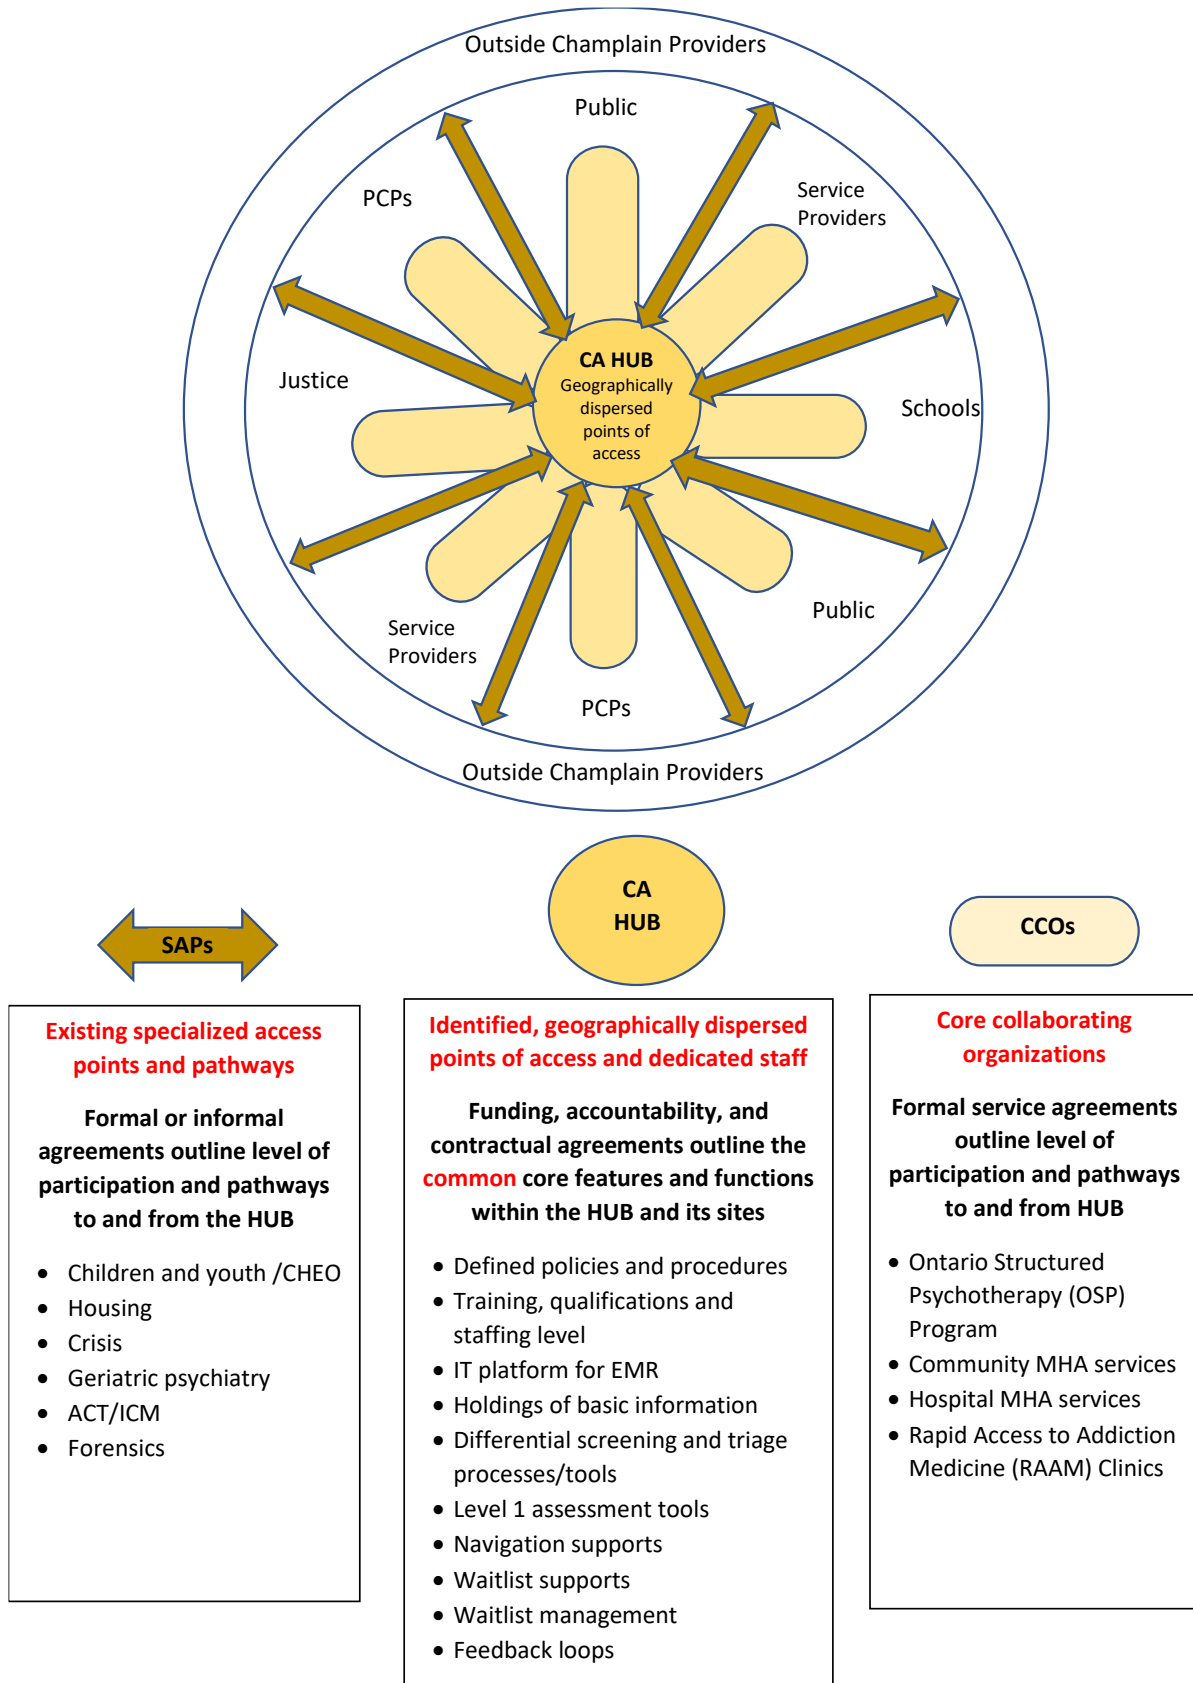 Outside Champlain Providers
Public
PCPs
Service
Providers
CA HUB
Geographically
dispersed
points of
access
Justice
Schools
Public
Service
Providers
PCPs
Outside Champlain Providers
CA
HUB
SAPs
CCOs
Existing specialized access
points and pathways
Formal or informal
agreements outline level of
participation and pathways
to and from the HUB
• Children and youth /CHEO
• Housing
• Crisis
• Geriatric psychiatry
• ACT/ICM
• Forensics
Identified, geographically dispersed
points of access and dedicated staff
Funding, accountability, and
contractual agreements outline the
common core features and functions
within the HUB and its sites
• Defined policies and procedures
• Training, qualifications and
staffing level
• IT platform for EMR
• Holdings of basic information
• Differential screening and triage
processes/tools
• Level 1 assessment tools
• Navigation supports
• Waitlist supports
• Waitlist management
• Feedback loops
Core collaborating
organizations
Formal service agreements
outline level of
participation and pathways
to and from HUB
• Ontario Structured
Psychotherapy (OSP)
Program
• Community MHA services
• Hospital MHA services
• Rapid Access to Addiction
Medicine (RAAM) Clinics